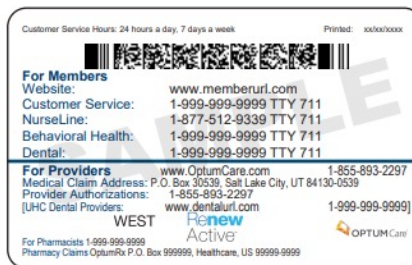 Customer Service Hours: 24 hours a day, 7 days a week Printed: xx/xx/xxxx
SAMPLE
For Members
Website: www.memberurl.com
Customer Service: 1-999-999-9999 TTY 711
NurseLine: 1-877-512-9339 TTY 711
Behavioral Health: 1-999-999-9999 TTY 711
Dental: 1-999-999-9999 TTY 711
For Providers www.OptumCare.com 1-855-893-2297
Medical Claim Address: P.O. Box 30539, Salt Lake City, UT 84130-0539
Provider Authorizations: 1-855-893-2297
[UHC Dental Providers: www.dentalurl.com 1-999-999-9999]
WEST Renew Active OPTUMCare
For Pharmacists 1-999-999-9999
Pharmacy Claims OptumRx P.O. Box 999999, Healthcare, US 99999-9999